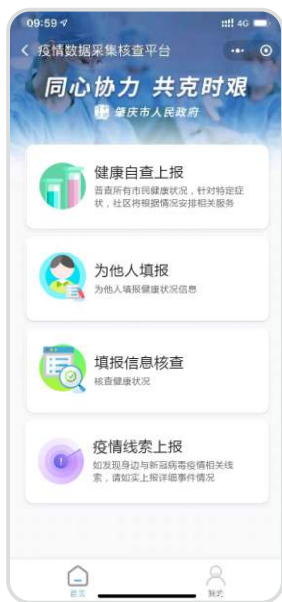 09:59
4G
疫情数据采集核查平台
同心协力 共克时艰
肇庆市人民政府
健康自查上报
普查所有市民健康状况，针对特定症
状，社区将根据情况安排相关服务
为他人填报
为他人填报健康状况信息
填报信息核查
核查健康状况
疫情线索上报
如发现身边与新冠病毒疫情相关线
索，请如实上报详细事件情况
首页
我的